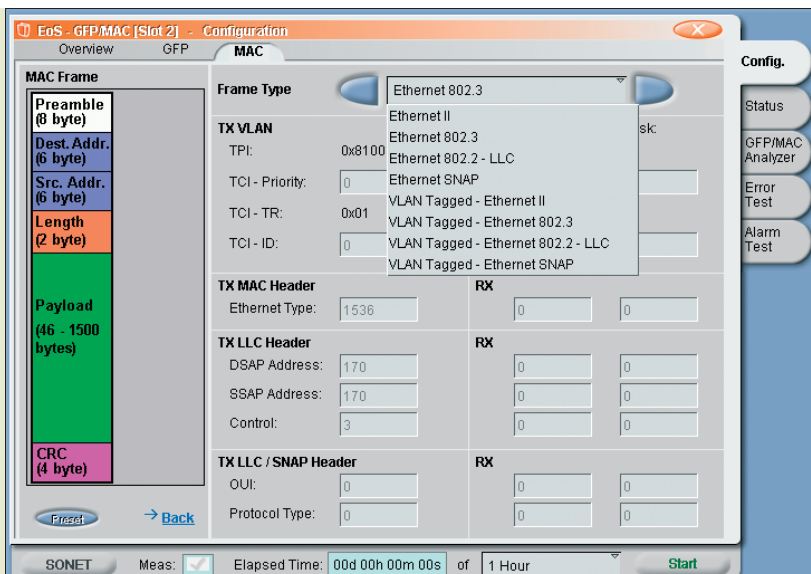 EoS - GFP/MAC [Slot 2] - Configuration
Overview GFP MAC
MAC Frame
Preamble
(8 byte)
Dest. Addr.
(6 byte)
Src. Addr.
(6 byte)
Length
(2 byte)
Payload
(46 - 1500
bytes)
CRC
(4 byte)
Preset
→ Back
Frame Type Ethernet 802.3
Ethernet II
Ethernet 802.3
Ethernet 802.2 - LLC
Ethernet SNAP
VLAN Tagged - Ethernet II
VLAN Tagged - Ethernet 802.3
VLAN Tagged - Ethernet 802.2 - LLC
VLAN Tagged - Ethernet SNAP
TX VLAN sk:
TPI: 0x8100
TCI - Priority: 0
TCI - TR: 0x01
TCI - ID: 0
TX MAC Header RX
Ethernet Type: 1536 0 0
TX LLC Header RX
DSAP Address: 170 0 0
SSAP Address: 170 0 0
Control: 3 0 0
TX LLC / SNAP Header RX
OUI: 0 0 0
Protocol Type: 0 0 0
Config.
Status
GFP/MAC
Analyzer
Error
Test
Alarm
Test
SONET Meas: Elapsed Time: 00d 00h 00m 00s of 1 Hour Start